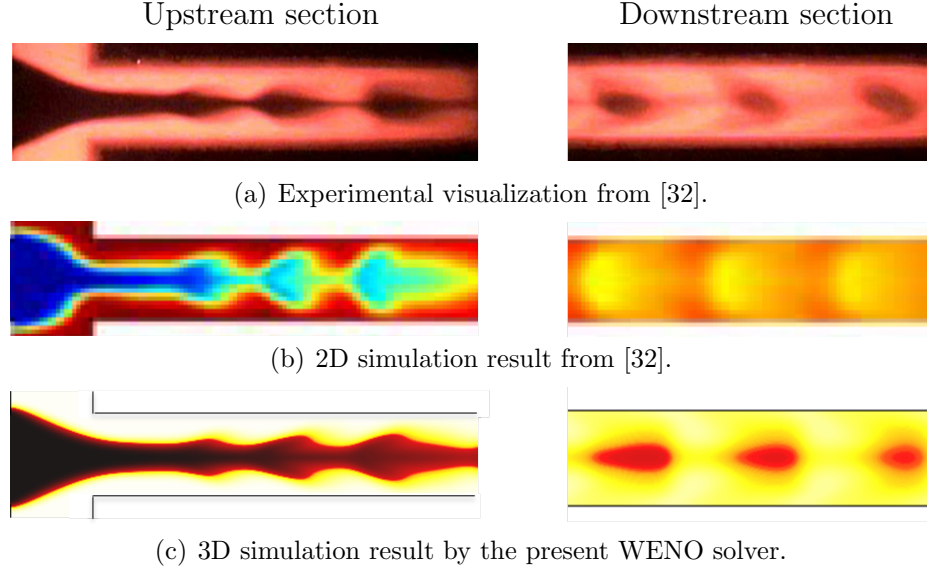 Upstream section
Downstream section
(a) Experimental visualization from [32].
(b) 2D simulation result from [32].
(c) 3D simulation result by the present WENO solver.